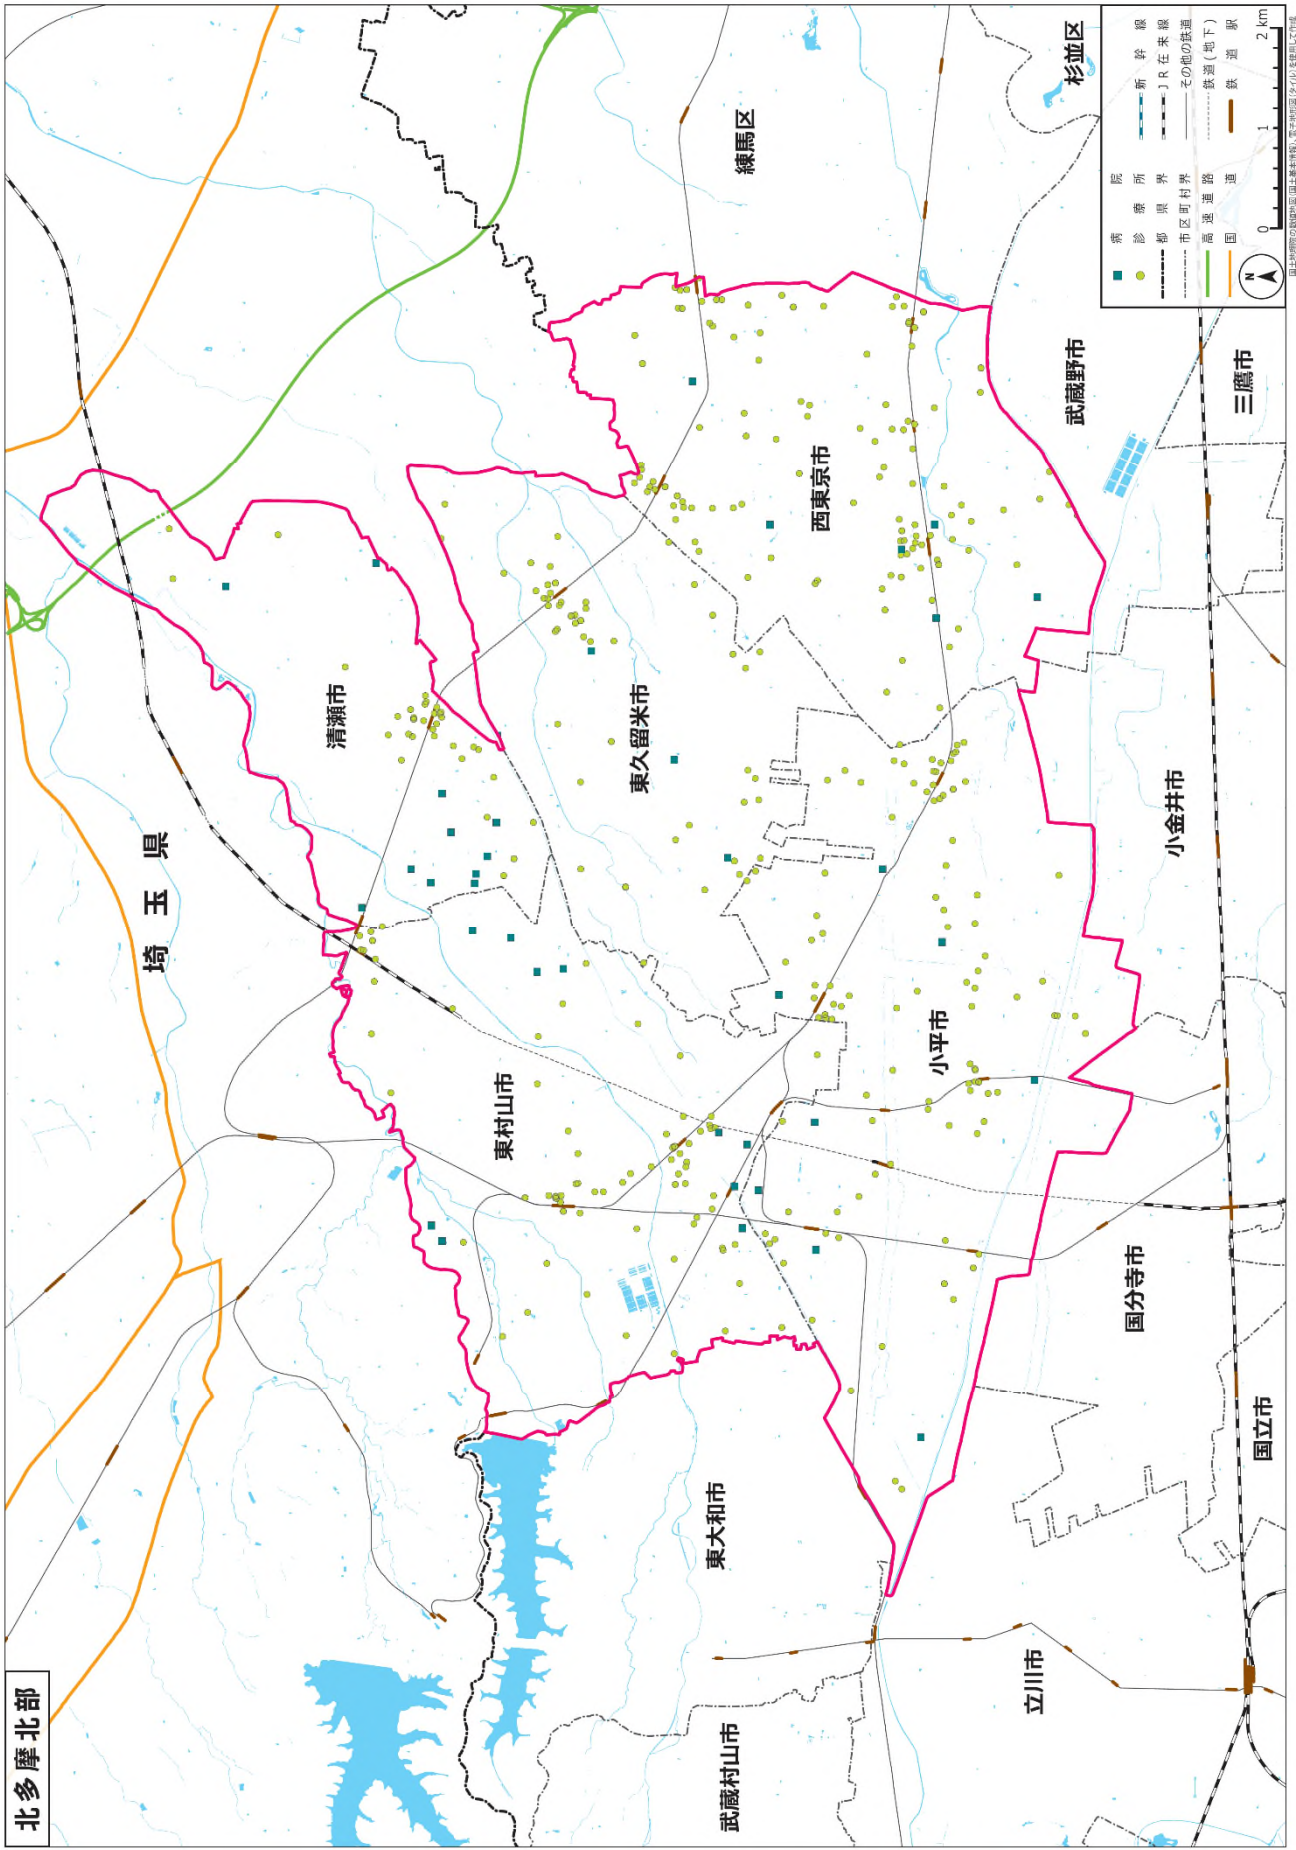 北多摩北部
埼玉県
清瀬市
東村山市
東久留米市
西東京市
練馬区
杉並区
小平市
東大和市
武蔵村山市
立川市
国分寺市
国立市
小金井市
武蔵野市
三鷹市
病院
診療所
都県界
市区町村界
高速道路
国道
新幹線
JR在来線
その他の鉄道
鉄道(地下)
鉄道駅
N
0 1 2 km